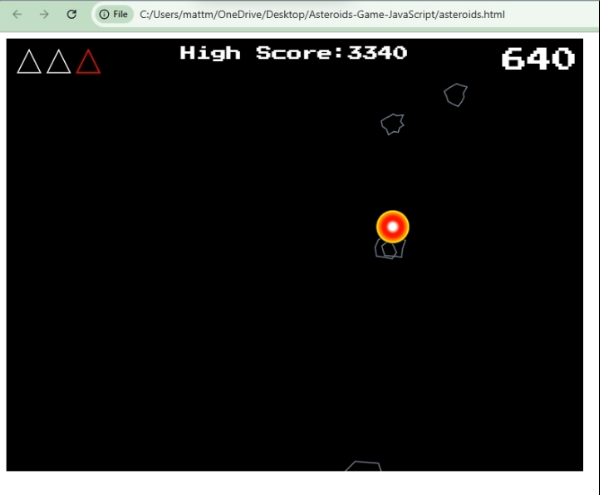 File C:/Users/mattm/OneDrive/Desktop/Asteroids-Game-JavaScript/asteroids.html
High Score:3340
640